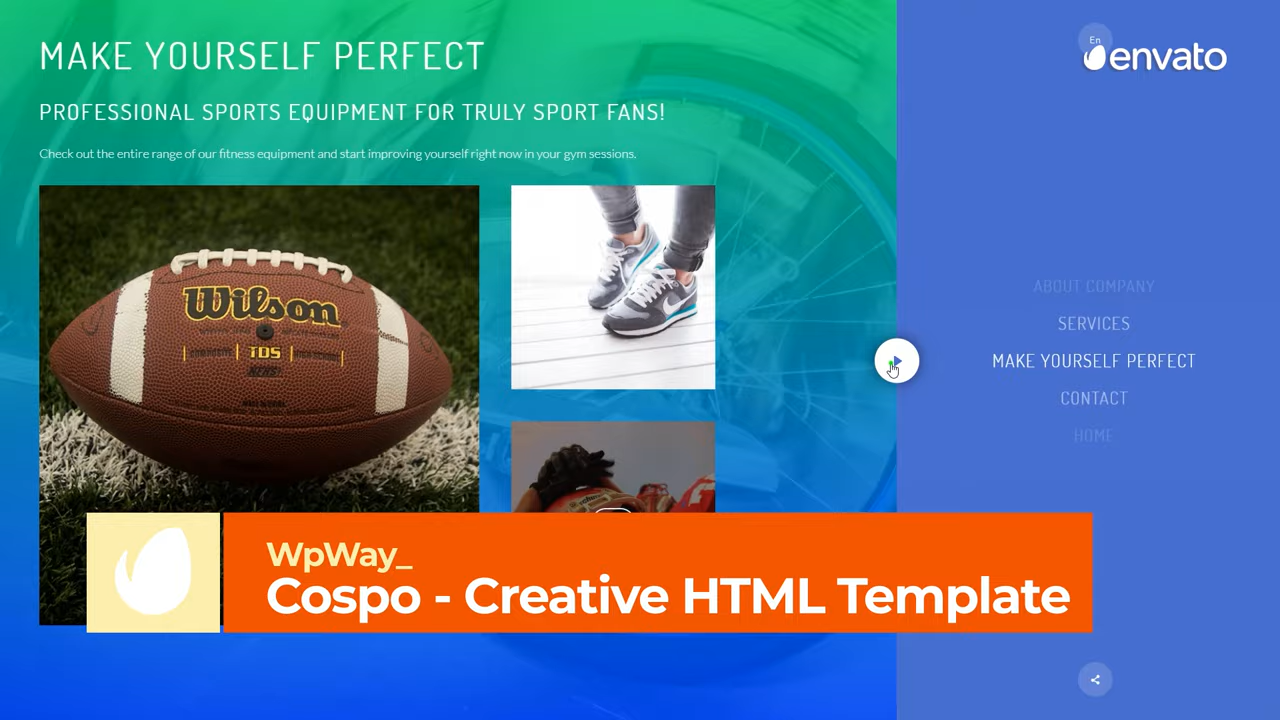 MAKE YOURSELF PERFECT
PROFESSIONAL SPORTS EQUIPMENT FOR TRULY SPORT FANS!
Check out the entire range of our fitness equipment and start improving yourself right now in your gym sessions.
Wilson
TDS
En
envato
ABOUT COMPANY
SERVICES
MAKE YOURSELF PERFECT
CONTACT
HOME
WpWay_
Cospo - Creative HTML Template